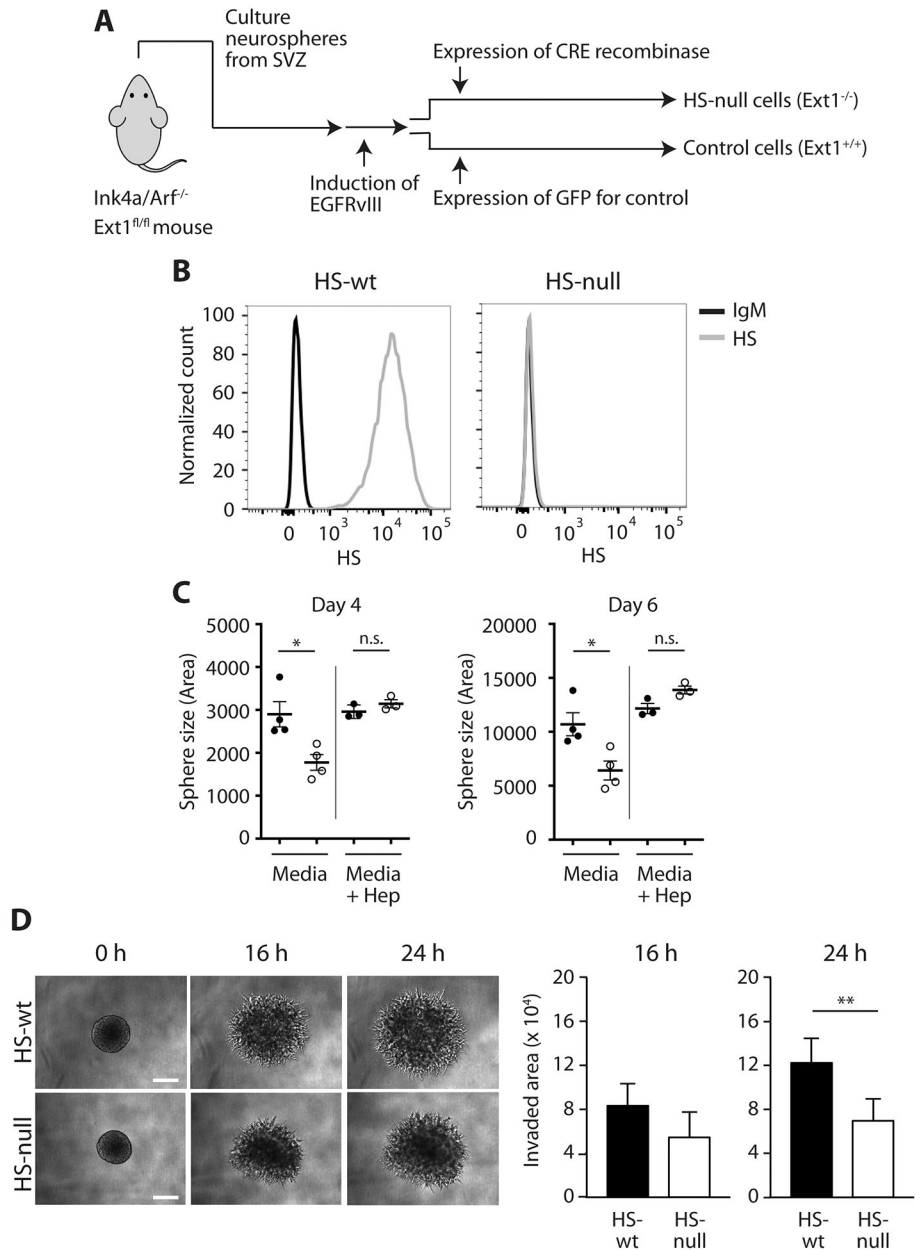 A
Culture
neurospheres
from SVZ
Expression of CRE recombinase
HS-null cells (Ext1-/-)
Control cells (Ext1+/+)
Induction of
EGFRvIII
Expression of GFP for control
Ink4a/Arf-/-
Ext1fl/fl mouse
B
HS-wt
HS-null
IgM
HS
Normalized count
100
80
60
40
20
0
0 10³ 10⁴ 10⁵
HS
0 10³ 10⁴ 10⁵
HS
C
Day 4
Sphere size (Area)
5000
4000
3000
2000
1000
0
*
n.s.
Media
Media
+ Hep
Day 6
Sphere size (Area)
20000
15000
10000
5000
0
*
n.s.
Media
Media
+ Hep
D
0 h
16 h
24 h
HS-wt
HS-null
16 h
Invaded area (x 10⁴)
20
16
12
8
4
0
HS-
wt
HS-
null
24 h
20
16
12
8
4
0
**
HS-
wt
HS-
null